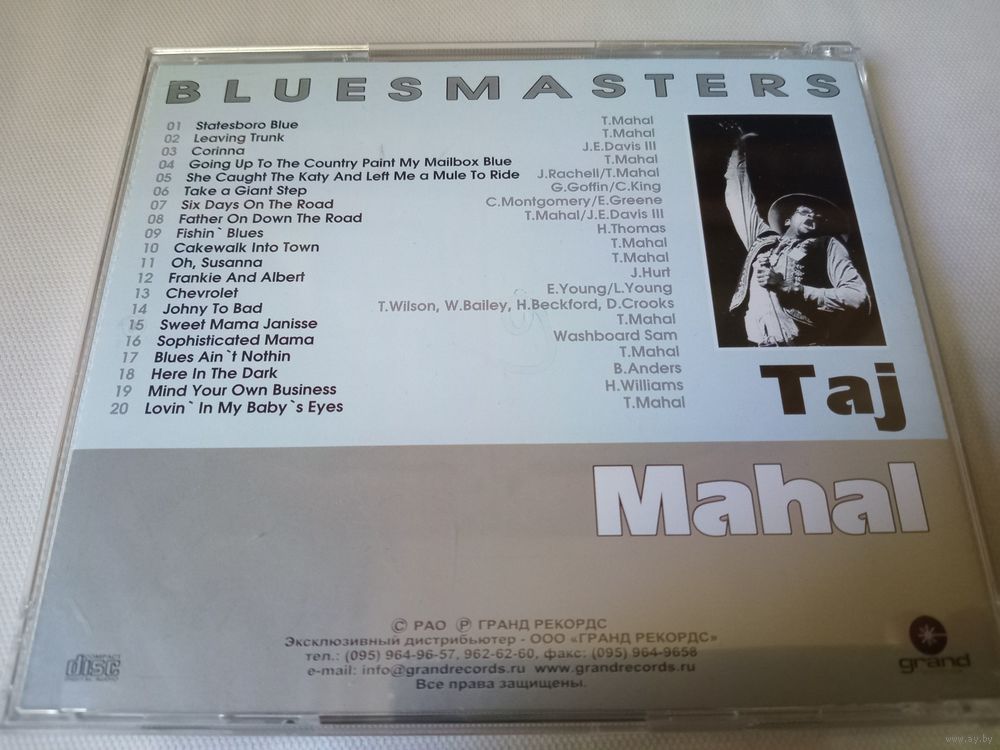 BLUESMASTERS
01 Statesboro Blue T.Mahal
02 Leaving Trunk T.Mahal
03 Corinna J.E.Davis III
04 Going Up To The Country Paint My Mailbox Blue T.Mahal
05 She Caught The Katy And Left Me a Mule To Ride J.Rachell/T.Mahal
06 Take a Giant Step G.Goffin/C.King
07 Six Days On The Road C.Montgomery/E.Greene
08 Father On Down The Road T.Mahal/J.E.Davis III
09 Fishin` Blues H.Thomas
10 Cakewalk Into Town T.Mahal
11 Oh, Susanna T.Mahal
12 Frankie And Albert J.Hurt
13 Chevrolet E.Young/L.Young
14 Johny To Bad T.Wilson, W.Bailey, H.Beckford, D.Crooks
15 Sweet Mama Janisse T.Mahal
16 Sophisticated Mama Washboard Sam
17 Blues Ain`t Nothin T.Mahal
18 Here In The Dark B.Anders
19 Mind Your Own Business H.Williams
20 Lovin` In My Baby`s Eyes T.Mahal
Taj
Mahal
© РАО ℗ ГРАНД РЕКОРДС
Эксклюзивный дистрибьютер - ООО «ГРАНД РЕКОРДС»
тел.: (095) 964-96-57, 962-62-60, факс: (095) 964-9658
e-mail: info@grandrecords.ru www.grandrecords.ru
Все права защищены.
COMPACT
disc
DIGITAL AUDIO
grand
www.ay.by